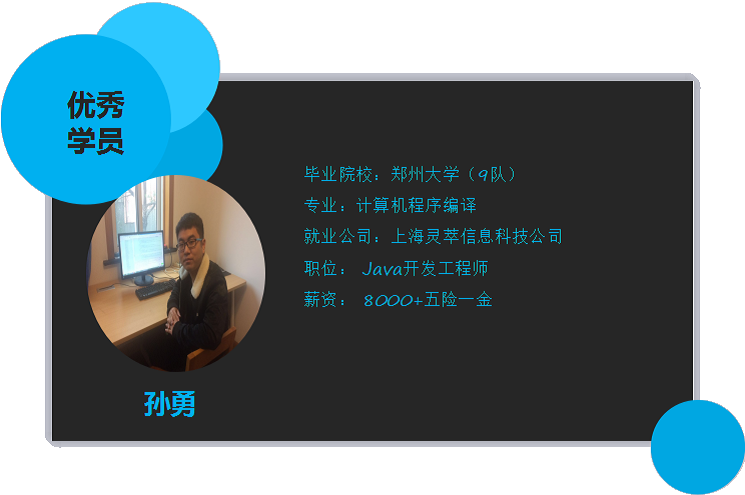 优秀
学员
毕业院校：郑州大学（9队）
专业：计算机程序编译
就业公司：上海灵萃信息科技公司
职位： Java开发工程师
薪资： 8000+五险一金
孙勇